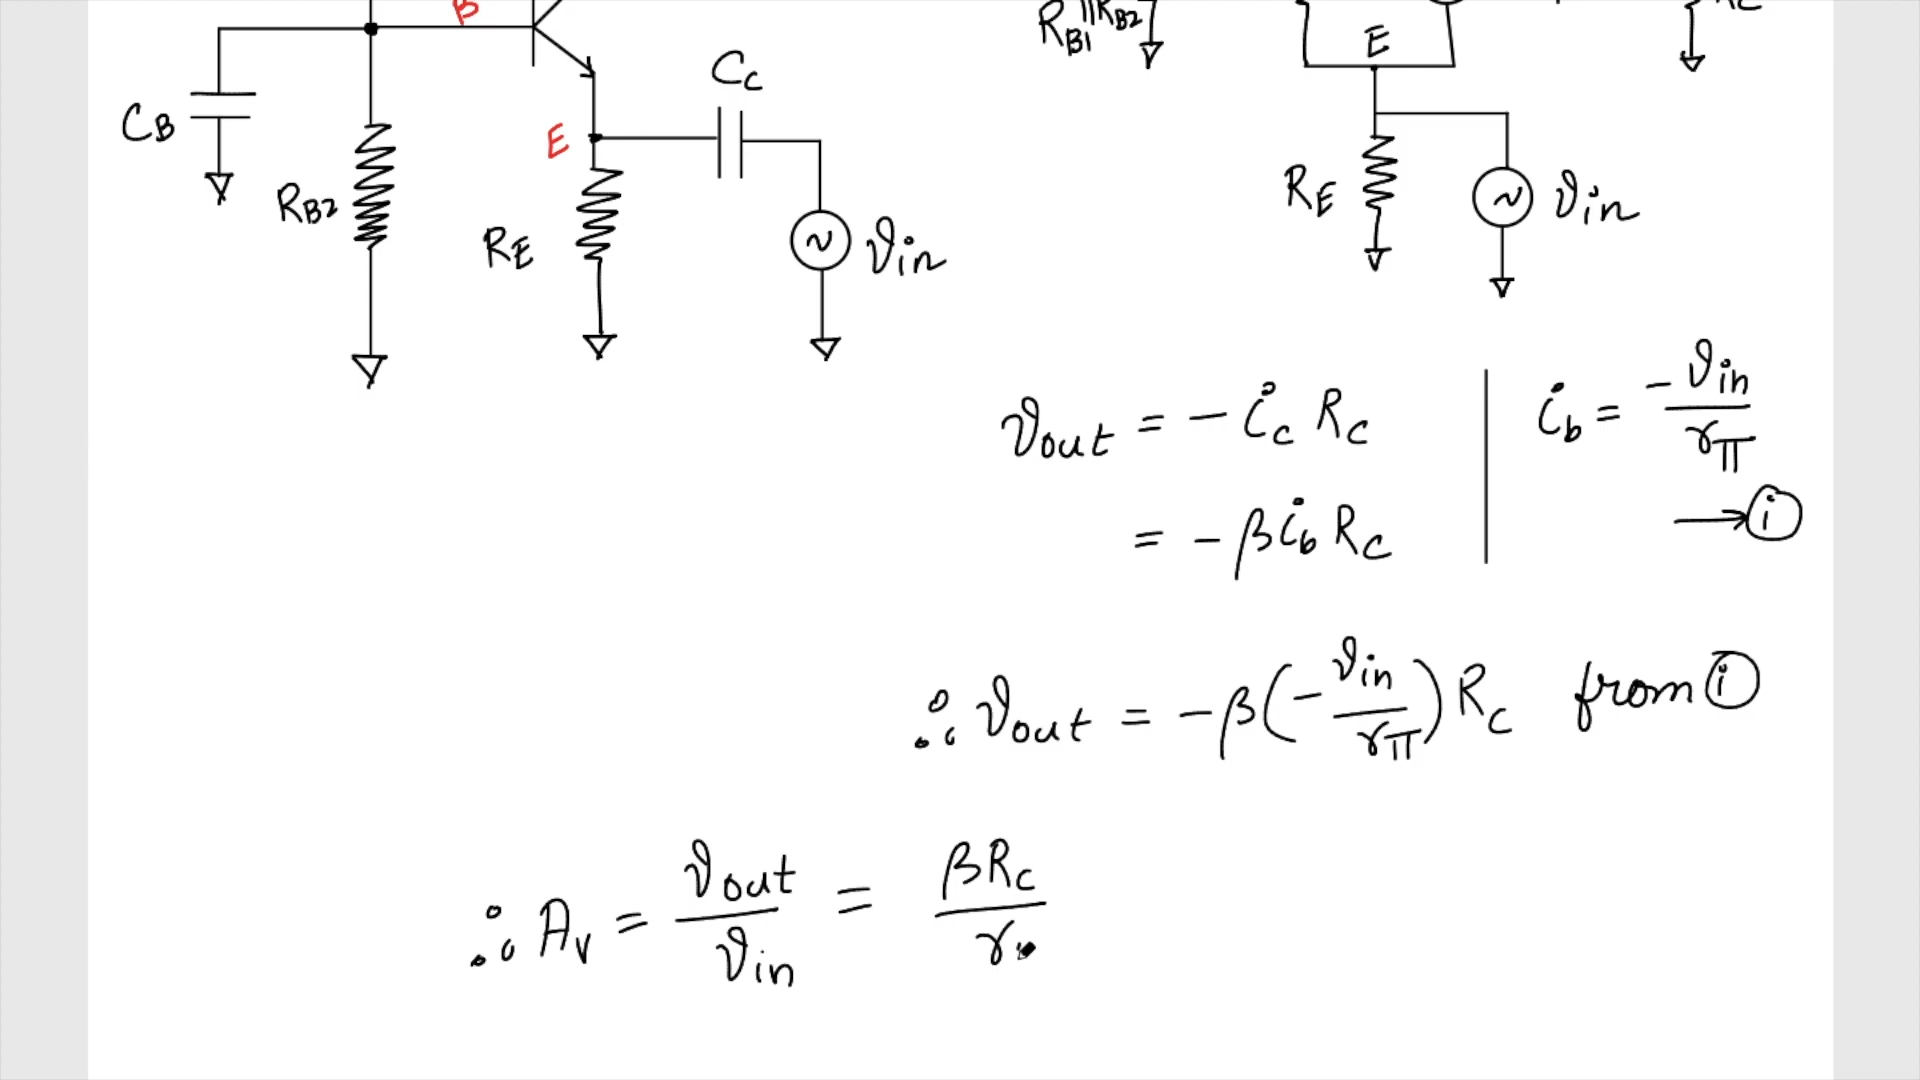 B
C_B
R_B2
E
R_E
C_C
v_in
R_B1 || R_B2
E
R_E
v_in
R_C
v_out = - i_c R_C | i_b = -v_in / r_π
= - β i_b R_C → (i)
∴ v_out = -β(-v_in / r_π) R_C from (i)
∴ A_v = v_out / v_in = βR_C / r